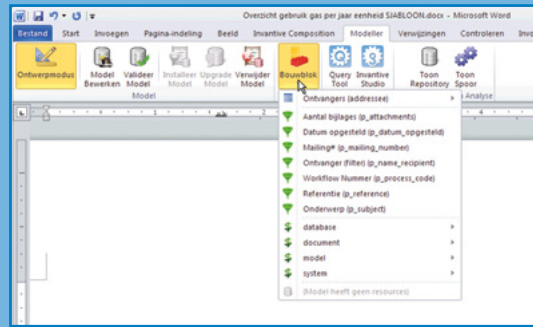 Overzicht gebruik gas per jaar eenheid SJABLOON.docx - Microsoft Word
Bestand Start Invoegen Pagina-indeling Beeld Invantive Composition Modeller Verwijzingen Controleren Invo
Ontwerpmodus Model Bewerken Valideer Model Installeer Model Upgrade Model Verwijder Model Bouwblok Query Tool Invantive Studio Toon Repository Toon Spoor
Model Analyse
Ontvangers (addressee)
Aantal bijlages (p_attachments)
Datum opgesteld (p_datum_opgesteld)
Mailing# (p_mailing_number)
Ontvanger (filter) (p_name_recipient)
Workflow Nummer (p_process_code)
Referentie (p_reference)
Onderwerp (p_subject)
database
document
model
system
(Model heeft geen resources)